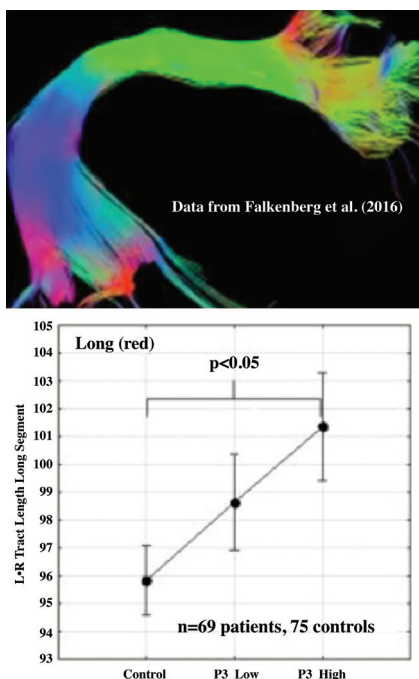 Data from Falkenberg et al. (2016)
L•R Tract Length Long Segment
105
104
103
102
101
100
99
98
97
96
95
94
93
Long (red)
p<0.05
n=69 patients, 75 controls
Control P3 Low P3 High